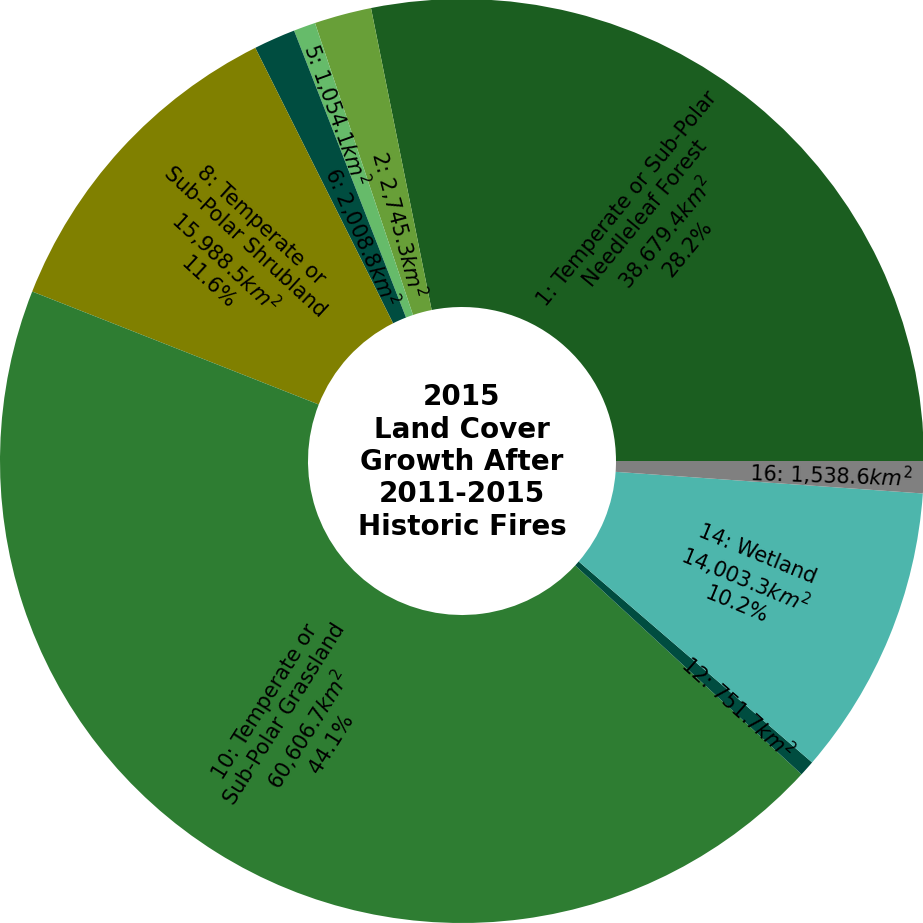 2015
Land Cover
Growth After
2011-2015
Historic Fires
1: Temperate or Sub-Polar
Needleleaf Forest
38,679.4km²
28.2%
2: 2,745.3km²
5: 1,054.1km²
6: 2,008.8km²
8: Temperate or
Sub-Polar Shrubland
15,988.5km²
11.6%
10: Temperate or
Sub-Polar Grassland
60,606.7km²
44.1%
12: 751.7km²
14: Wetland
14,003.3km²
10.2%
16: 1,538.6km²